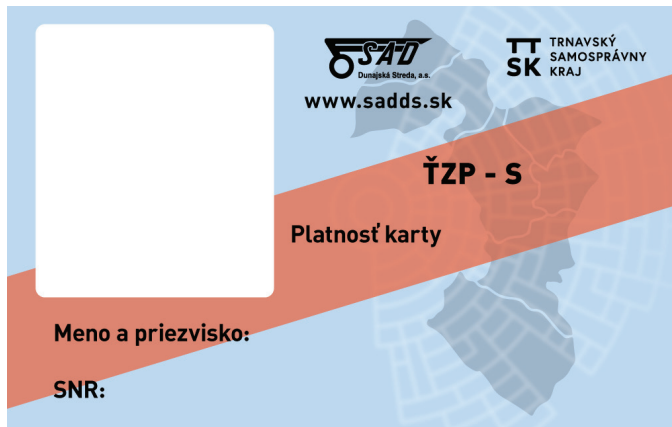 SAD
Dunajská Streda, a.s.
www.sadds.sk
TT SK
TRNAVSKÝ
SAMOSPRÁVNY
KRAJ
ŤZP - S
Platnosť karty
Meno a priezvisko:
SNR: